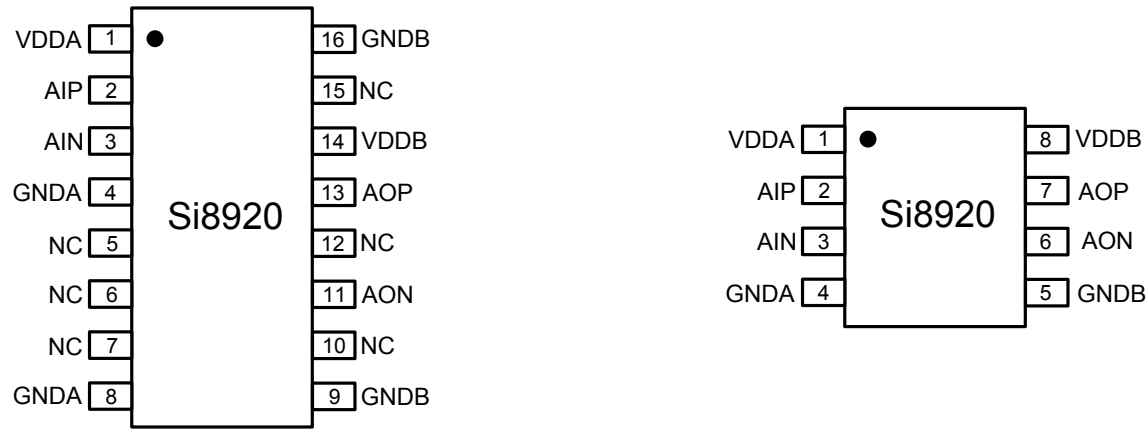 VDDA 1 16 GNDB
AIP 2 15 NC
AIN 3 14 VDDB
GNDA 4 13 AOP
Si8920
NC 5 12 NC
NC 6 11 AON
NC 7 10 NC
GNDA 8 9 GNDB
VDDA 1 8 VDDB
AIP 2 7 AOP
Si8920
AIN 3 6 AON
GNDA 4 5 GNDB